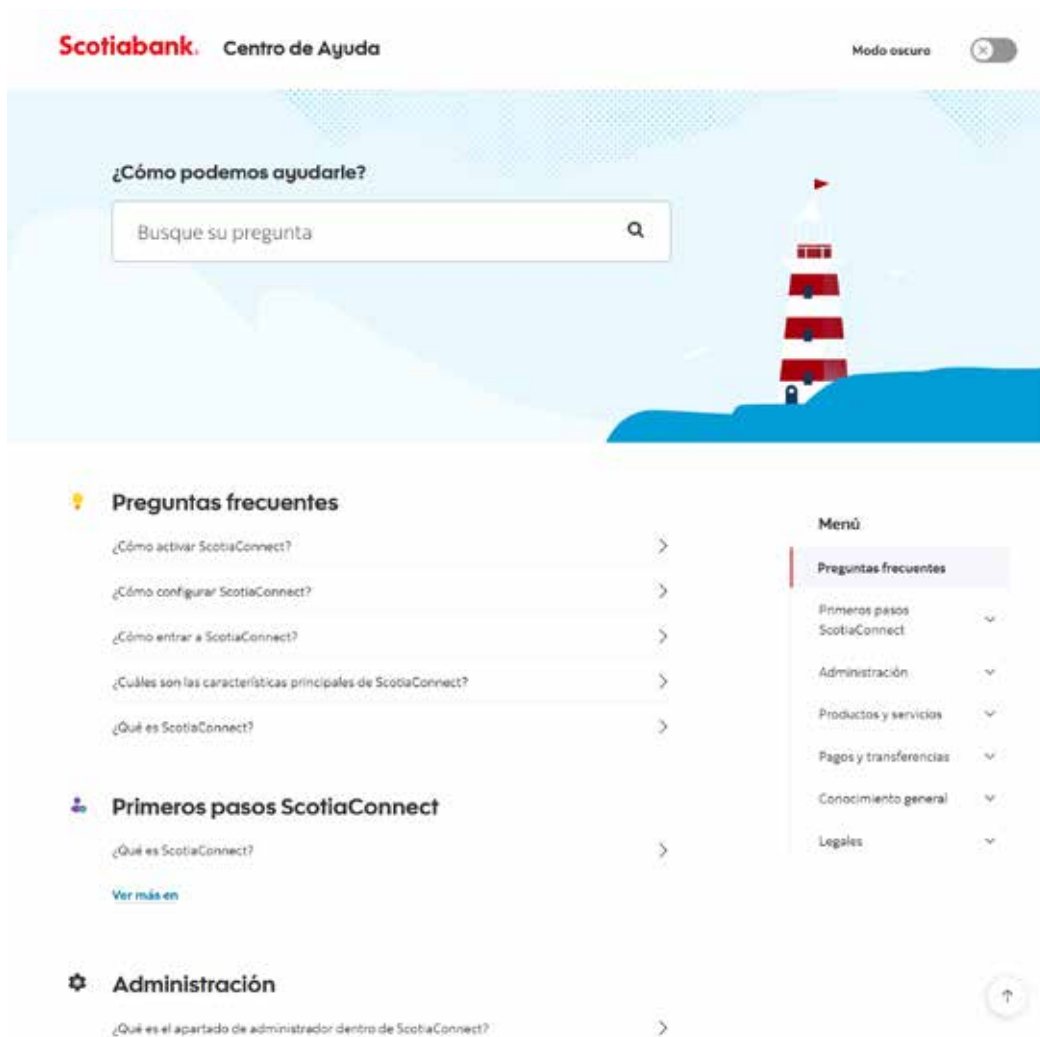 Scotiabank. Centro de Ayuda
Modo oscuro
¿Cómo podemos ayudarle?
Busque su pregunta
Preguntas frecuentes
¿Cómo activar ScotiaConnect?
¿Cómo configurar ScotiaConnect?
¿Cómo entrar a ScotiaConnect?
¿Cuáles son las características principales de ScotiaConnect?
¿Qué es ScotiaConnect?
Primeros pasos ScotiaConnect
¿Qué es ScotiaConnect?
Ver más en
Administración
¿Qué es el apartado de administrador dentro de ScotiaConnect?
Menú
Preguntas frecuentes
Primeros pasos
ScotiaConnect
Administración
Productos y servicios
Pagos y transferencias
Conocimiento general
Legales